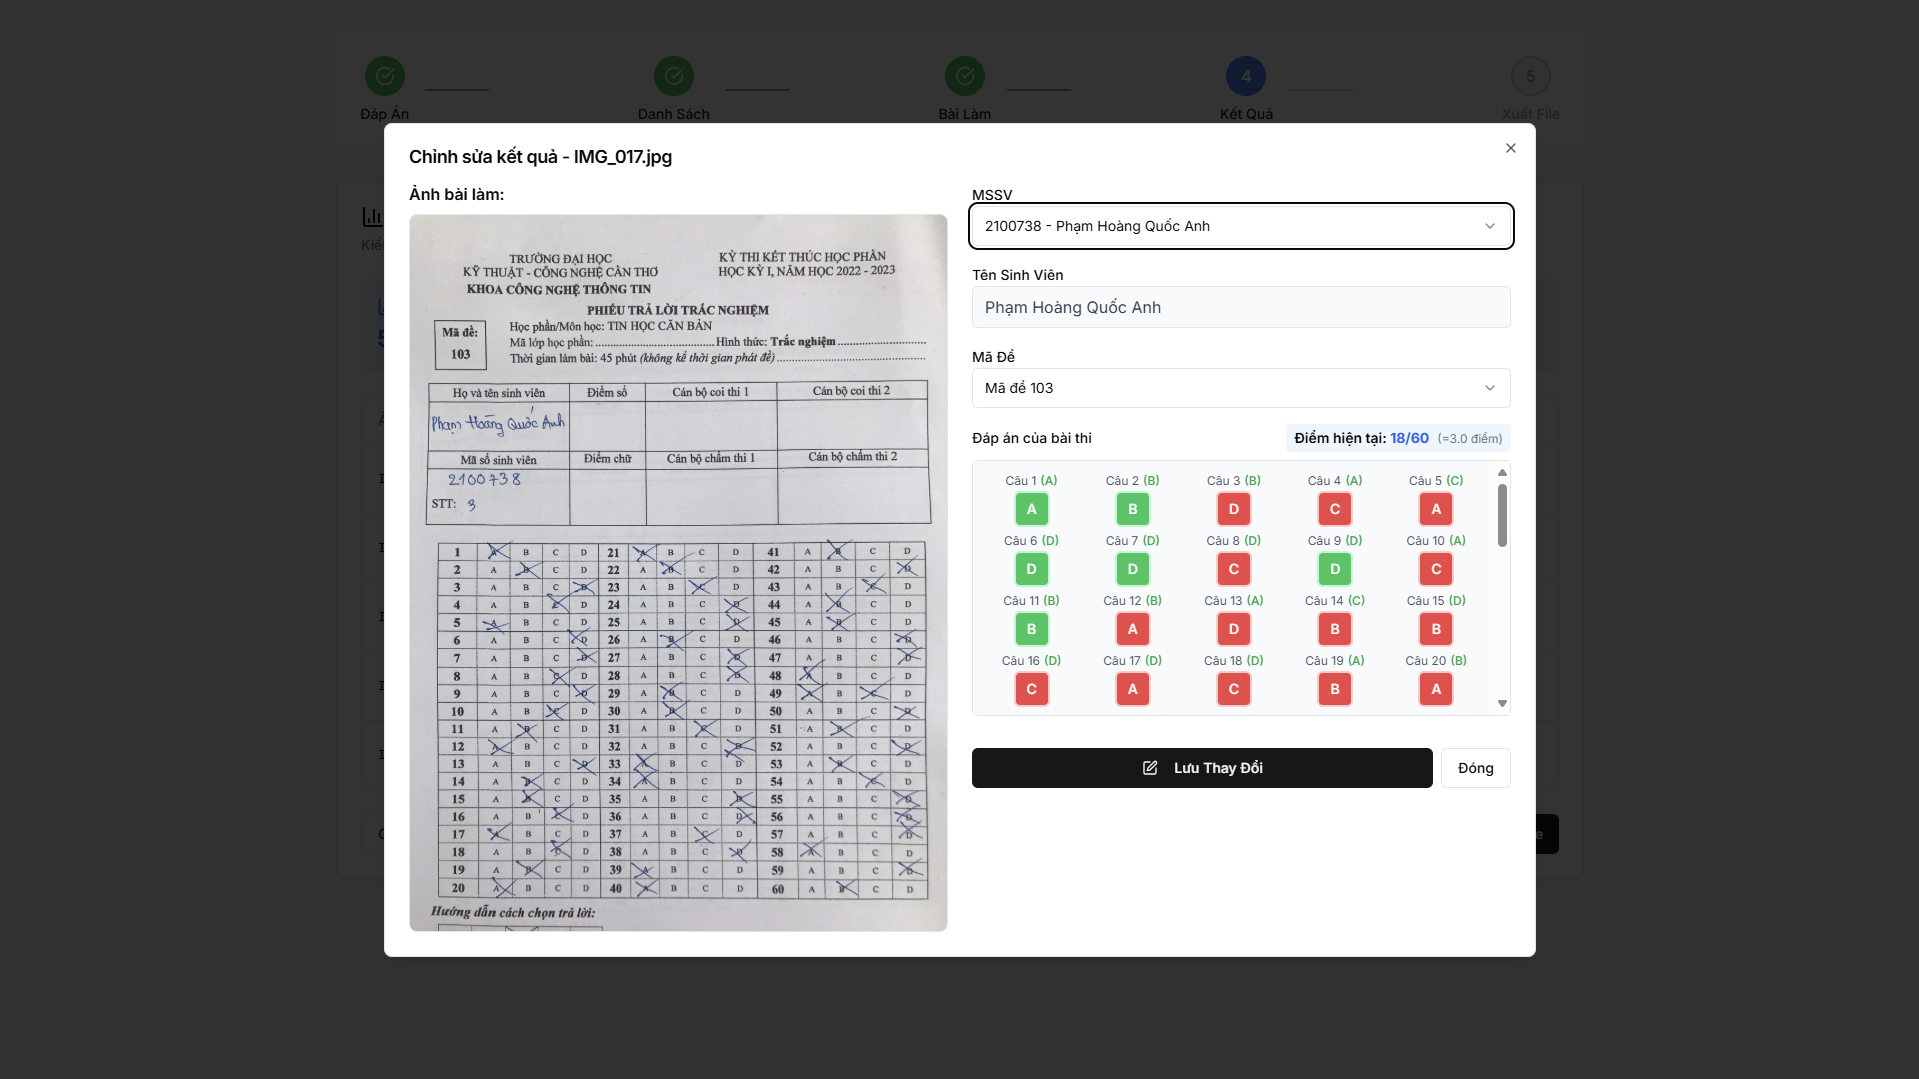 Đáp Án
Danh Sách
Bài Làm
4
Kết Quả
5
Xuất File
Chỉnh sửa kết quả - IMG_017.jpg
Ảnh bài làm:
TRƯỜNG ĐẠI HỌC
KỸ THUẬT - CÔNG NGHỆ CẦN THƠ
KHOA CÔNG NGHỆ THÔNG TIN
KỲ THI KẾT THÚC HỌC PHẦN
HỌC KỲ I, NĂM HỌC 2022 - 2023
PHIẾU TRẢ LỜI TRẮC NGHIỆM
Mã đề:
103
Học phần/Môn học: TIN HỌC CĂN BẢN
Mã lớp học phần: Hình thức: Trắc nghiệm
Thời gian làm bài: 45 phút (không kể thời gian phát đề)
Họ và tên sinh viên Điểm số Cán bộ coi thi 1 Cán bộ coi thi 2
Phạm Hoàng Quốc Anh
Mã số sinh viên Điểm chữ Cán bộ chấm thi 1 Cán bộ chấm thi 2
2100738
STT: 3
1 A B C D 21 A B C D 41 A B C D
2 A B C D 22 A B C D 42 A B C D
3 A B C D 23 A B C D 43 A B C D
4 A B C D 24 A B C D 44 A B C D
5 A B C D 25 A B C D 45 A B C D
6 A B C D 26 A B C D 46 A B C D
7 A B C D 27 A B C D 47 A B C D
8 A B C D 28 A B C D 48 A B C D
9 A B C D 29 A B C D 49 A B C D
10 A B C D 30 A B C D 50 A B C D
11 A B C D 31 A B C D 51 A B C D
12 A B C D 32 A B C D 52 A B C D
13 A B C D 33 A B C D 53 A B C D
14 A B C D 34 A B C D 54 A B C D
15 A B C D 35 A B C D 55 A B C D
16 A B C D 36 A B C D 56 A B C D
17 A B C D 37 A B C D 57 A B C D
18 A B C D 38 A B C D 58 A B C D
19 A B C D 39 A B C D 59 A B C D
20 A B C D 40 A B C D 60 A B C D
Hướng dẫn cách chọn trả lời:
MSSV
2100738 - Phạm Hoàng Quốc Anh
Tên Sinh Viên
Phạm Hoàng Quốc Anh
Mã Đề
Mã đề 103
Đáp án của bài thi
Điểm hiện tại: 18/60 (=3.0 điểm)
Câu 1 (A) Câu 2 (B) Câu 3 (B) Câu 4 (A) Câu 5 (C)
A B D C A
Câu 6 (D) Câu 7 (D) Câu 8 (D) Câu 9 (D) Câu 10 (A)
D D C D C
Câu 11 (B) Câu 12 (B) Câu 13 (A) Câu 14 (C) Câu 15 (D)
B A D B B
Câu 16 (D) Câu 17 (D) Câu 18 (D) Câu 19 (A) Câu 20 (B)
C A C B A
Lưu Thay Đổi
Đóng